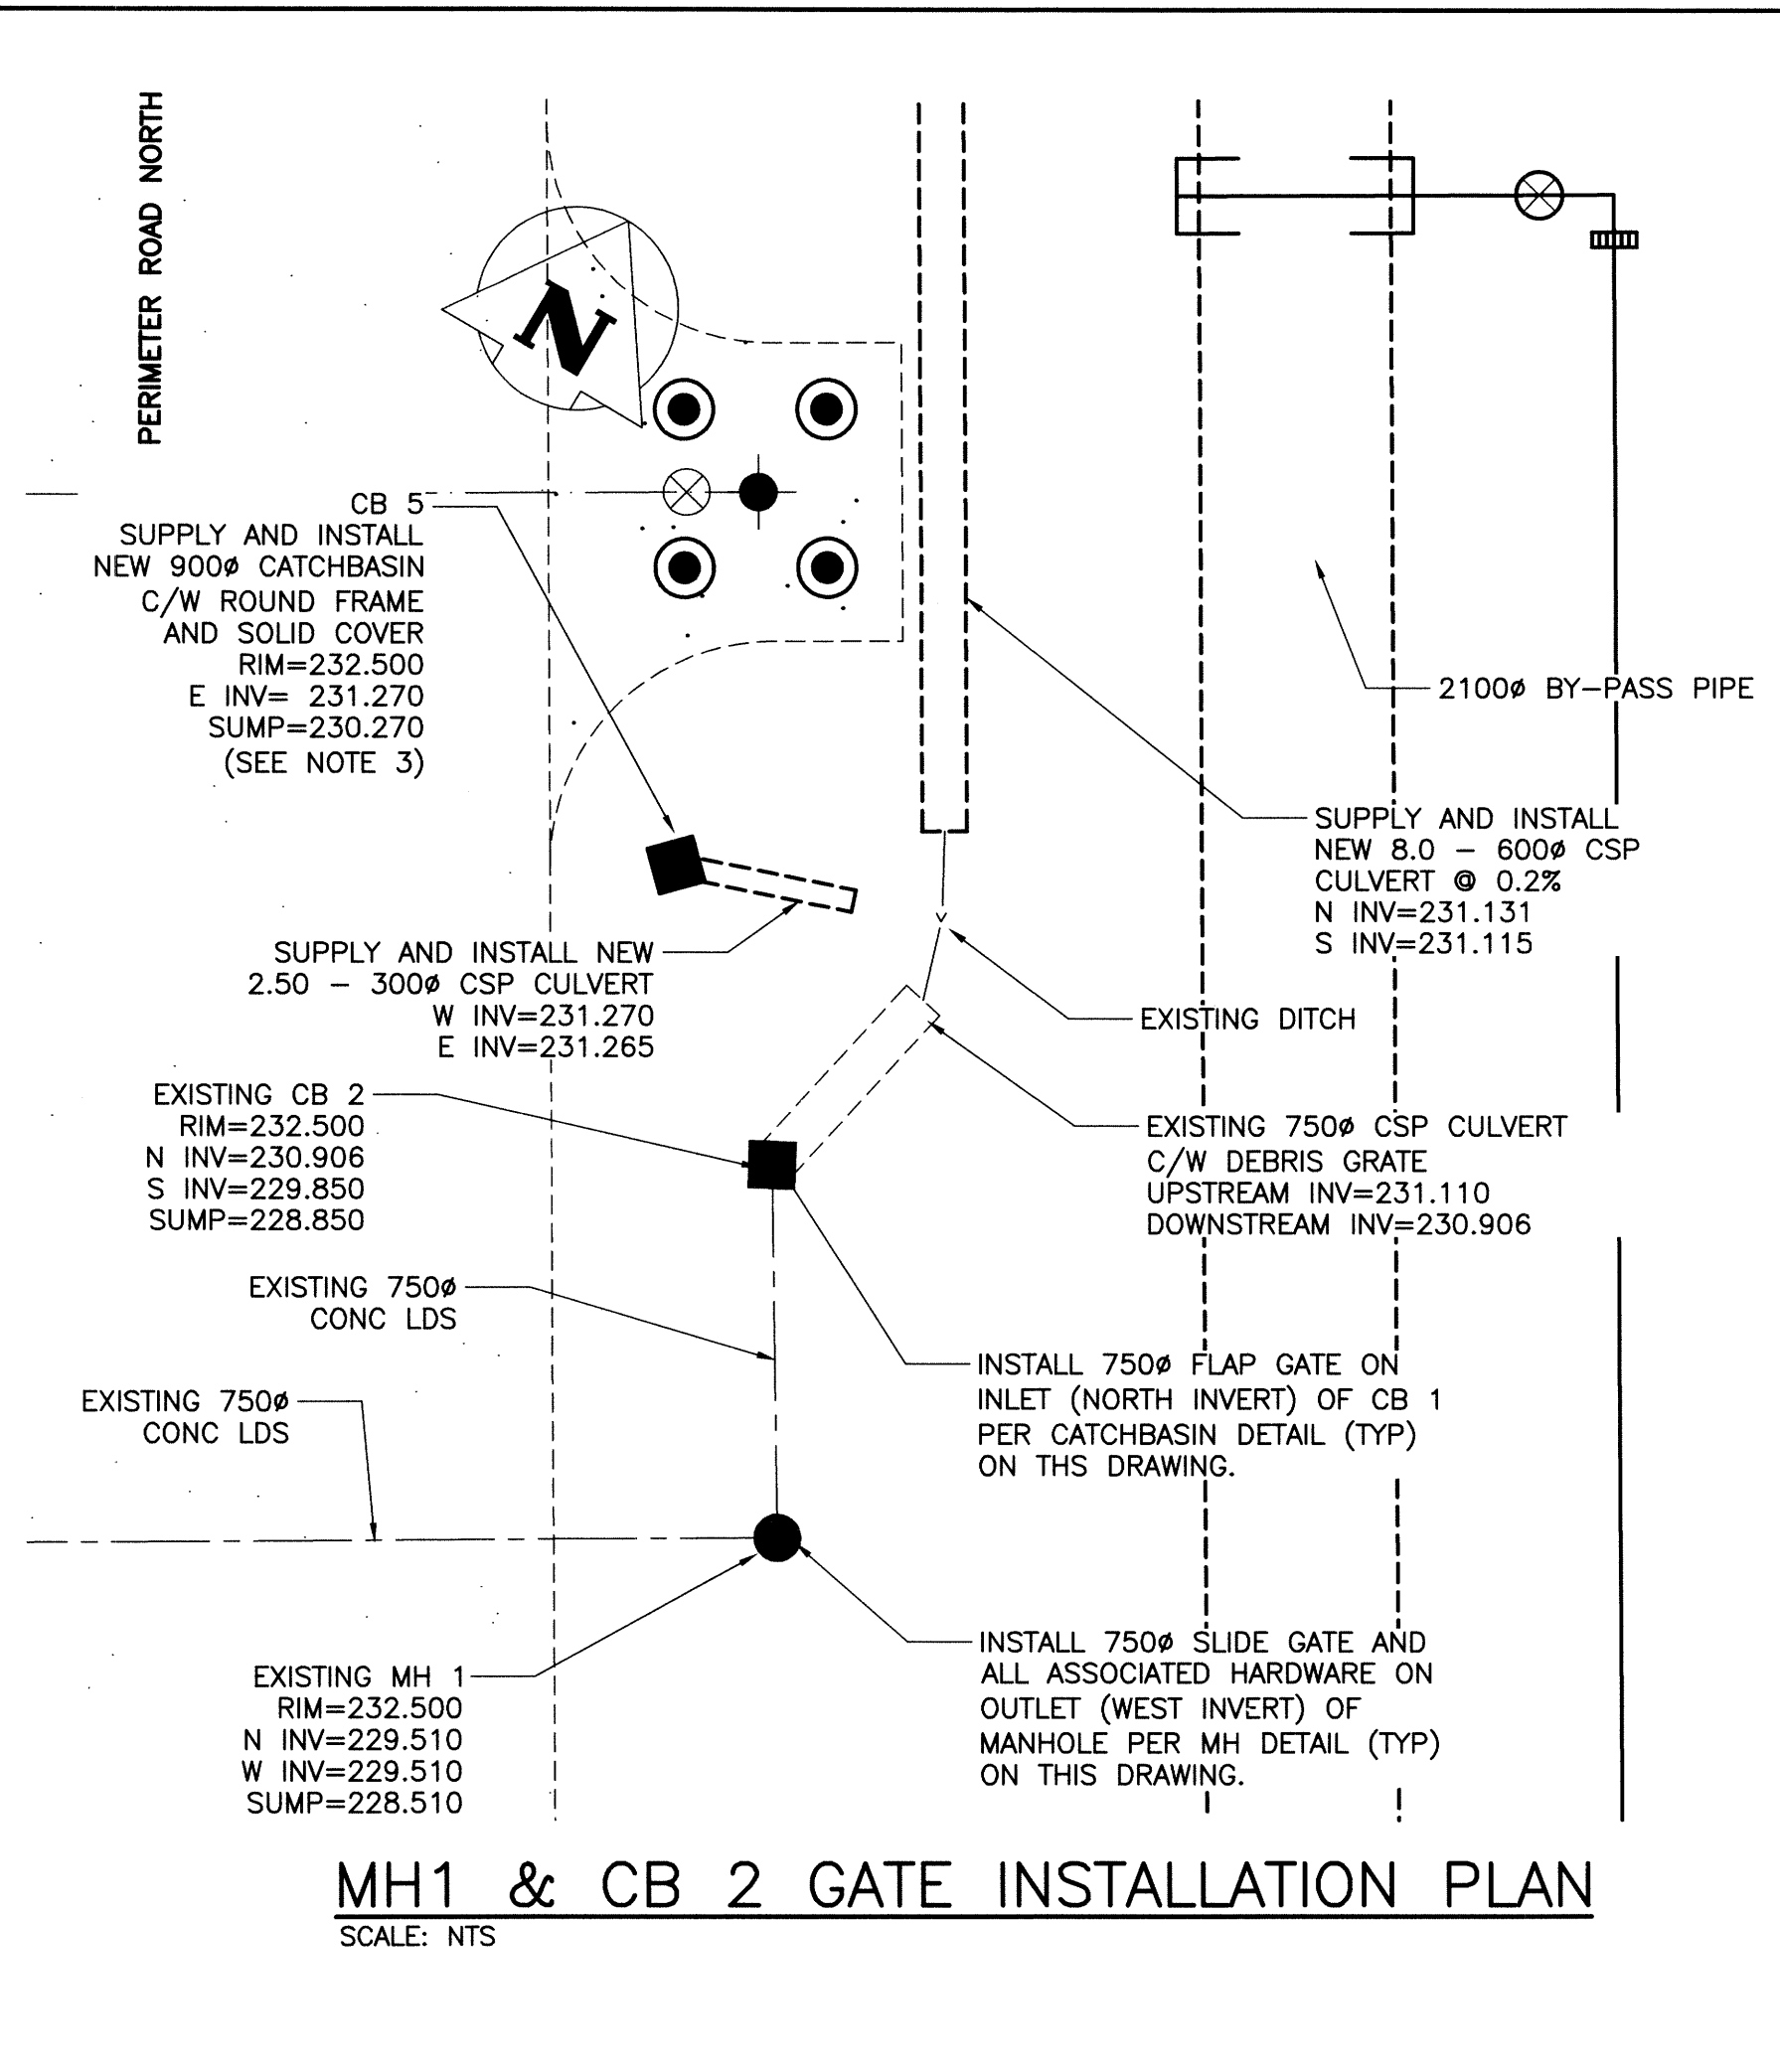 PERIMETER ROAD NORTH
N
CB 5
SUPPLY AND INSTALL
NEW 900ø CATCHBASIN
C/W ROUND FRAME
AND SOLID COVER
RIM=232.500
E INV= 231.270
SUMP=230.270
(SEE NOTE 3)
2100ø BY-PASS PIPE
SUPPLY AND INSTALL
NEW 8.0 - 600ø CSP
CULVERT @ 0.2%
N INV=231.131
S INV=231.115
SUPPLY AND INSTALL NEW
2.50 - 300ø CSP CULVERT
W INV=231.270
E INV=231.265
EXISTING DITCH
EXISTING CB 2
RIM=232.500
N INV=230.906
S INV=229.850
SUMP=228.850
EXISTING 750ø CSP CULVERT
C/W DEBRIS GRATE
UPSTREAM INV=231.110
DOWNSTREAM INV=230.906
EXISTING 750ø
CONC LDS
INSTALL 750ø FLAP GATE ON
INLET (NORTH INVERT) OF CB 1
PER CATCHBASIN DETAIL (TYP)
ON THS DRAWING.
EXISTING 750ø
CONC LDS
EXISTING MH 1
RIM=232.500
N INV=229.510
W INV=229.510
SUMP=228.510
INSTALL 750ø SLIDE GATE AND
ALL ASSOCIATED HARDWARE ON
OUTLET (WEST INVERT) OF
MANHOLE PER MH DETAIL (TYP)
ON THIS DRAWING.
MH1 & CB 2 GATE INSTALLATION PLAN
SCALE: NTS